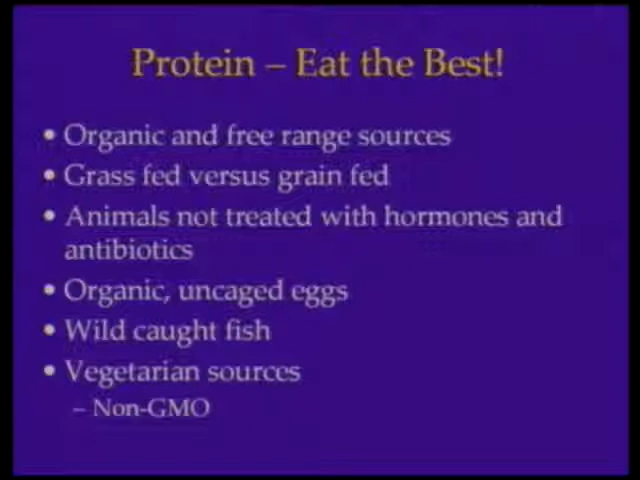 Protein – Eat the Best!
• Organic and free range sources
• Grass fed versus grain fed
• Animals not treated with hormones and
antibiotics
• Organic, uncaged eggs
• Wild caught fish
• Vegetarian sources
– Non-GMO